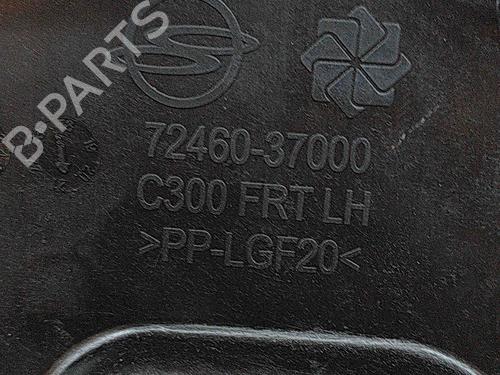 B-PARTS
72460-37000
C300 FRT LH
>PP-LGF20<